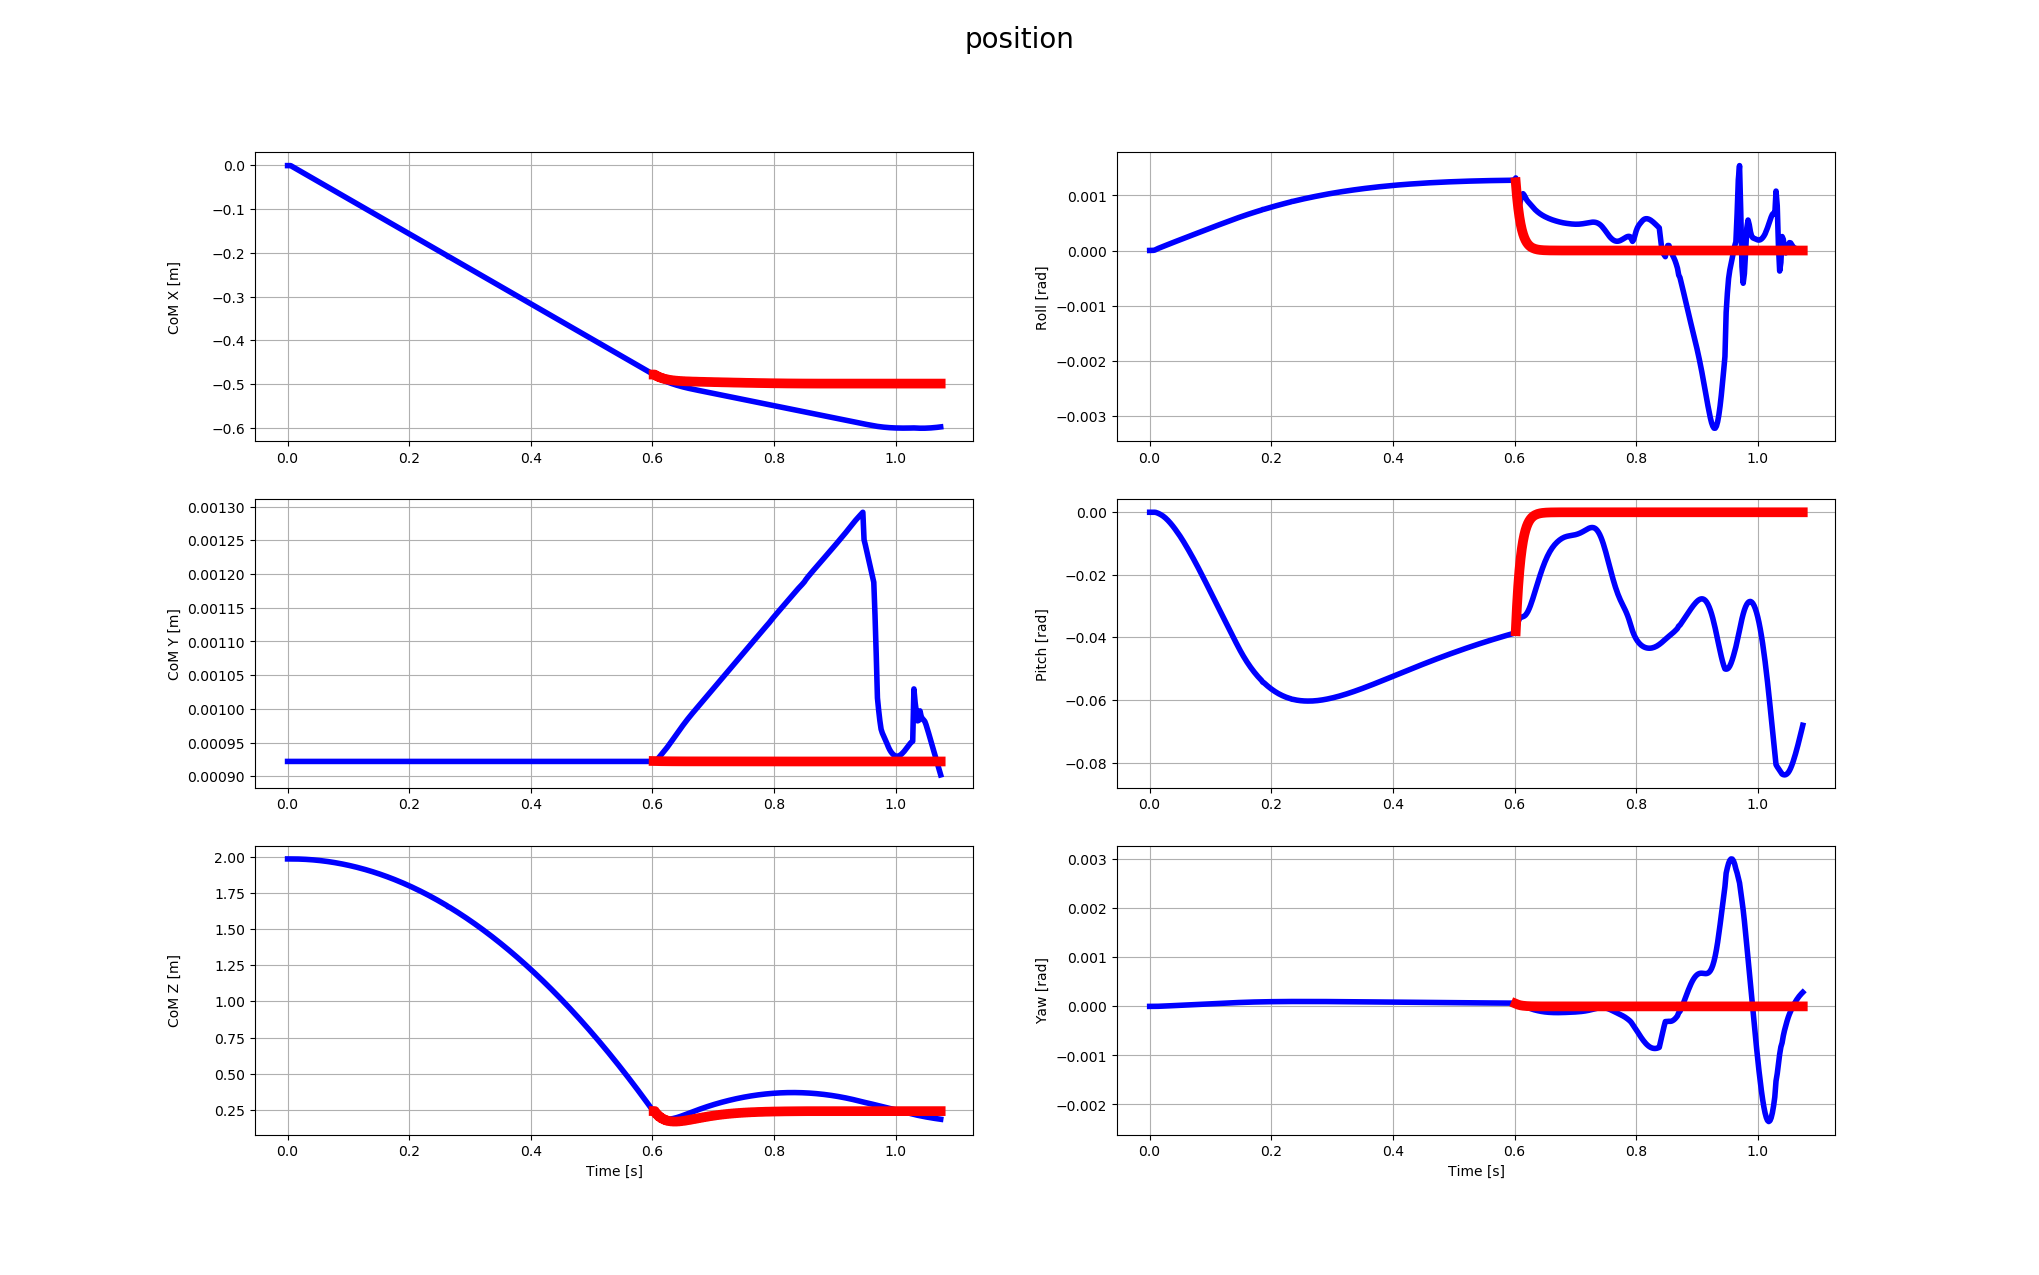 position
0.0
−0.1
−0.2
−0.3
−0.4
−0.5
−0.6
CoM X [m]
0.0 0.2 0.4 0.6 0.8 1.0
0.001
0.000
−0.001
−0.002
−0.003
Roll [rad]
0.0 0.2 0.4 0.6 0.8 1.0
0.00130
0.00125
0.00120
0.00115
0.00110
0.00105
0.00100
0.00095
0.00090
CoM Y [m]
0.0 0.2 0.4 0.6 0.8 1.0
0.00
−0.02
−0.04
−0.06
−0.08
Pitch [rad]
0.0 0.2 0.4 0.6 0.8 1.0
2.00
1.75
1.50
1.25
1.00
0.75
0.50
0.25
CoM Z [m]
0.0 0.2 0.4 0.6 0.8 1.0
Time [s]
0.003
0.002
0.001
0.000
−0.001
−0.002
Yaw [rad]
0.0 0.2 0.4 0.6 0.8 1.0
Time [s]